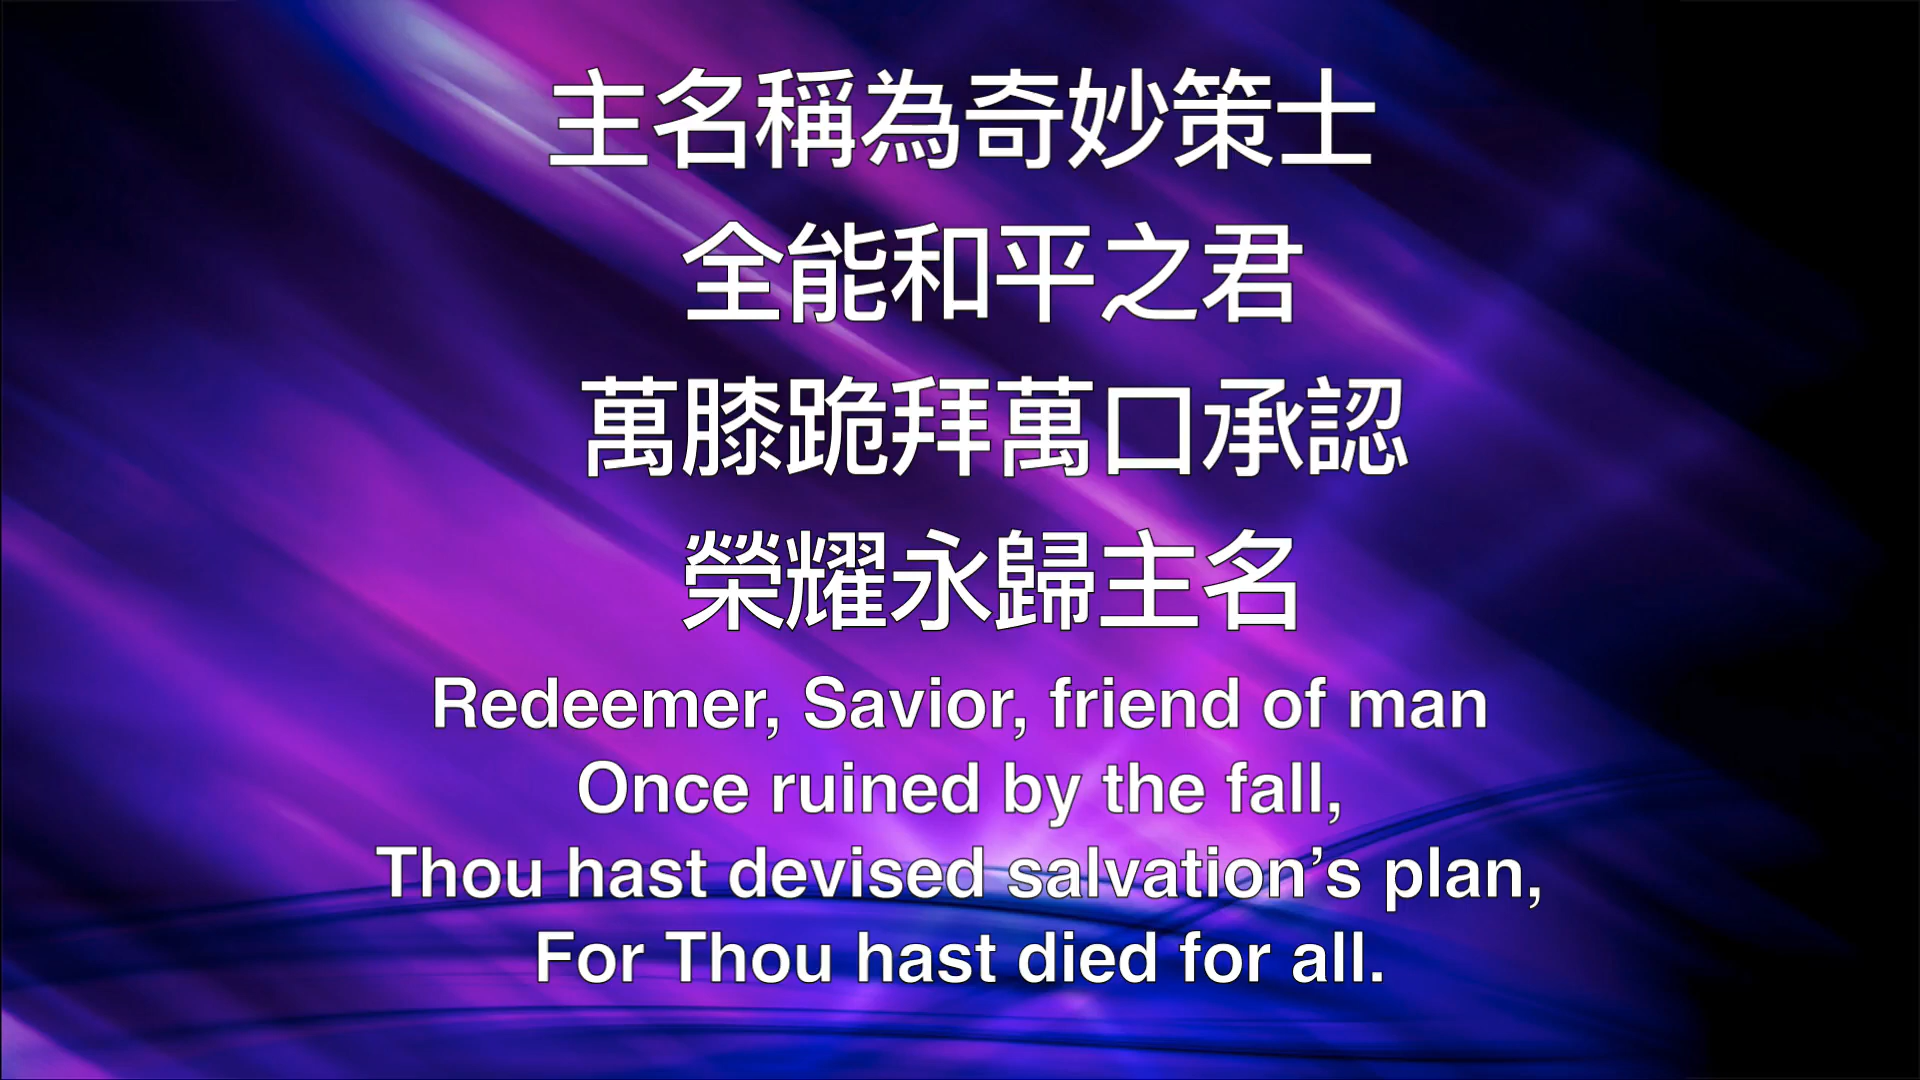 主名稱為奇妙策士
全能和平之君
萬膝跪拜萬口承認
榮耀永歸主名
Redeemer, Savior, friend of man
Once ruined by the fall,
Thou hast devised salvation’s plan,
For Thou hast died for all.